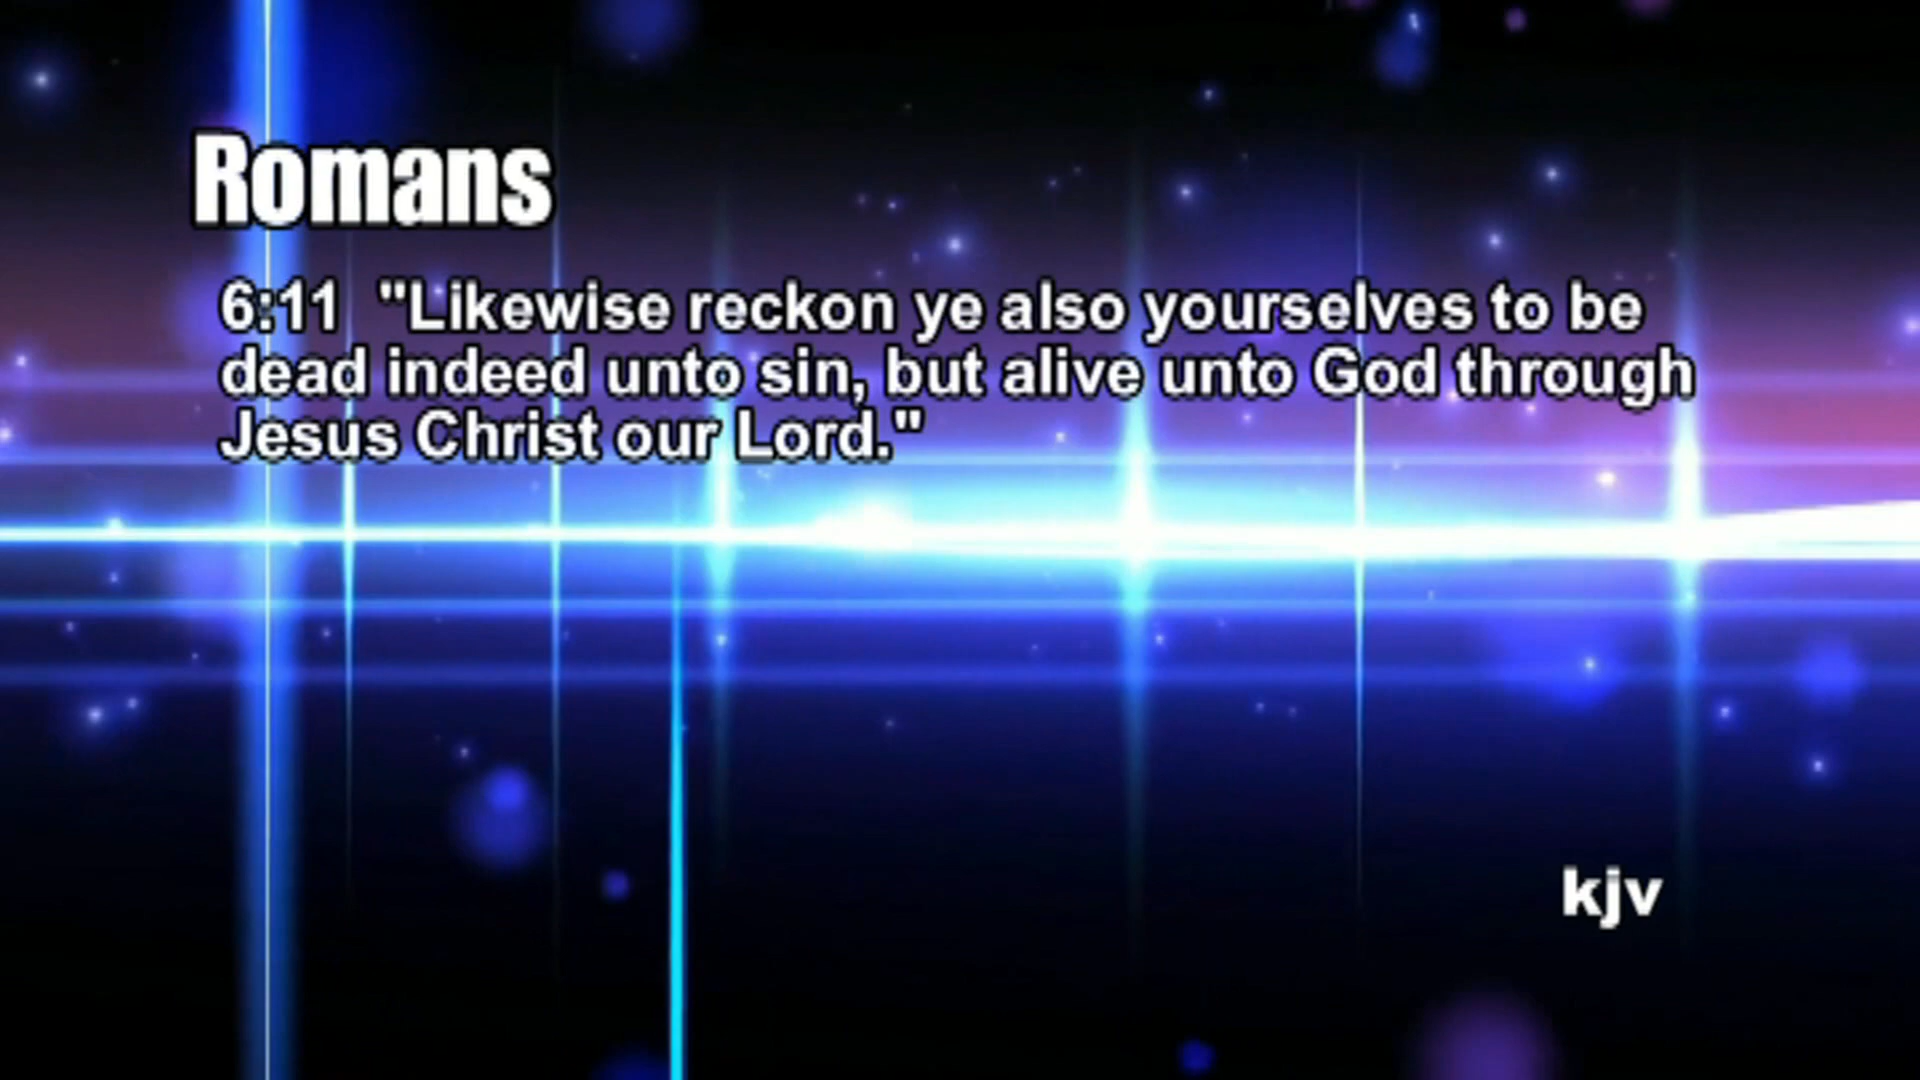 Romans
6:11 "Likewise reckon ye also yourselves to be
dead indeed unto sin, but alive unto God through
Jesus Christ our Lord."
kjv